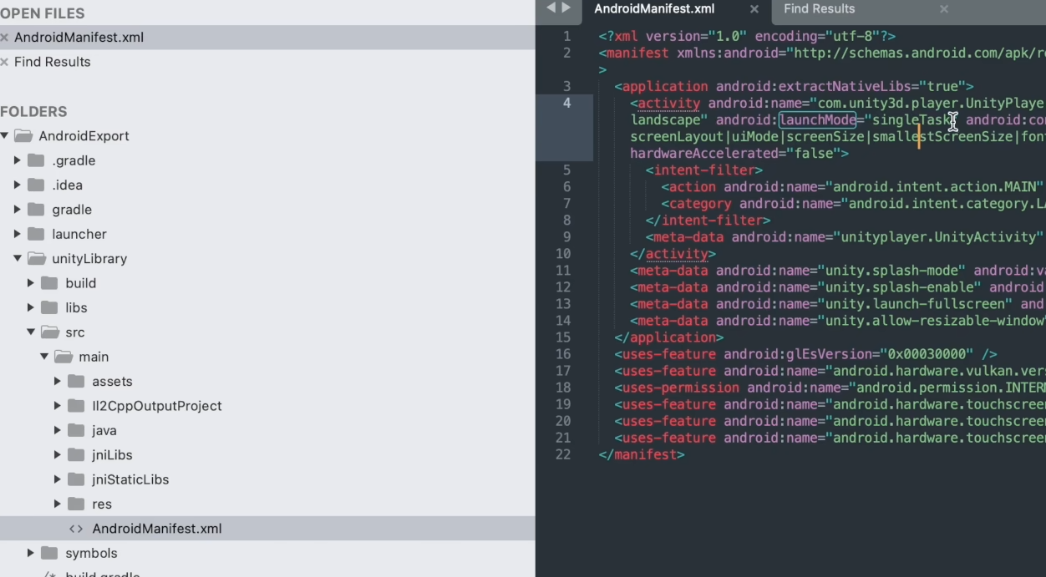 OPEN FILES
AndroidManifest.xml
Find Results
FOLDERS
AndroidExport
.gradle
.idea
gradle
launcher
unityLibrary
build
libs
src
main
assets
Il2CppOutputProject
java
jniLibs
jniStaticLibs
res
<> AndroidManifest.xml
symbols
build.gradle
AndroidManifest.xml
Find Results
1 <?xml version="1.0" encoding="utf-8"?>
2 <manifest xmlns:android="http://schemas.android.com/apk/re
>
3 <application android:extractNativeLibs="true">
4 <activity android:name="com.unity3d.player.UnityPlaye
landscape" android:launchMode="singleTask" android:co
screenLayout|uiMode|screenSize|smallestScreenSize|fon
hardwareAccelerated="false">
5 <intent-filter>
6 <action android:name="android.intent.action.MAIN"
7 <category android:name="android.intent.category.LA
8 </intent-filter>
9 <meta-data android:name="unityplayer.UnityActivity"
10 </activity>
11 <meta-data android:name="unity.splash-mode" android:va
12 <meta-data android:name="unity.splash-enable" android
13 <meta-data android:name="unity.launch-fullscreen" and
14 <meta-data android:name="unity.allow-resizable-window"
15 </application>
16 <uses-feature android:glEsVersion="0x00030000" />
17 <uses-feature android:name="android.hardware.vulkan.vers
18 <uses-permission android:name="android.permission.INTERN
19 <uses-feature android:name="android.hardware.touchscreen
20 <uses-feature android:name="android.hardware.touchscreen
21 <uses-feature android:name="android.hardware.touchscreen
22 </manifest>